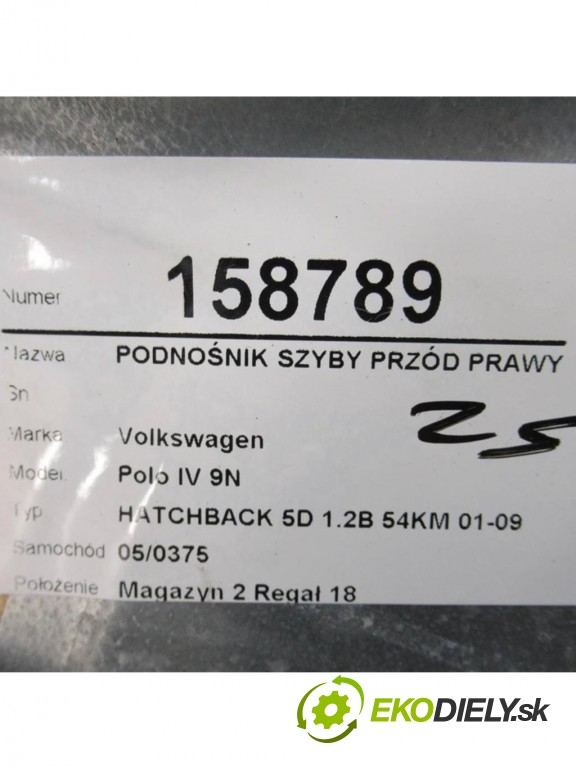 Numer 158789
Nazwa PODNOŚNIK SZYBY PRZÓD PRAWY
Sn
Marka Volkswagen
Model Polo IV 9N
Typ HATCHBACK 5D 1.2B 54KM 01-09
Samochód 05/0375
Położenie Magazyn 2 Regał 18
EKODIELY.sk